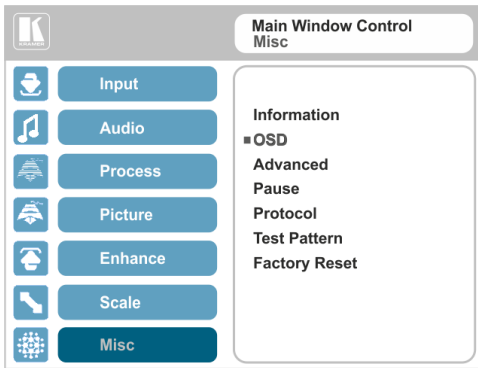 KRAMER
Main Window Control
Misc
Input
Audio
Process
Picture
Enhance
Scale
Misc
Information
OSD
Advanced
Pause
Protocol
Test Pattern
Factory Reset